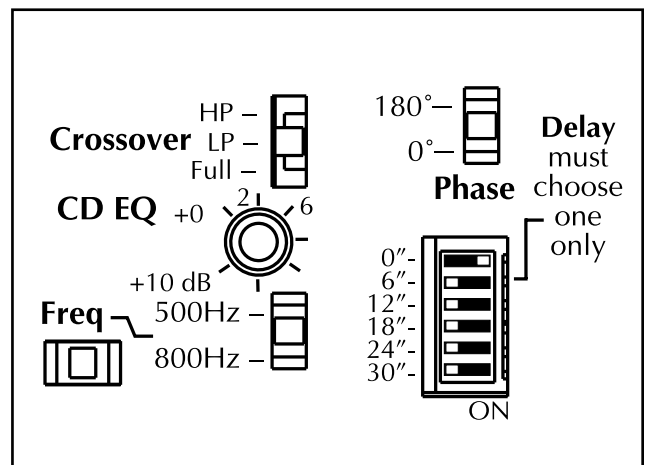 HP –
Crossover LP –
Full –
CD EQ +0 2 6
+10 dB
Freq 500Hz –
800Hz –
180° –
0° –
Phase
Delay
must
choose
one
only
0″-
6″-
12″-
18″-
24″-
30″-
ON